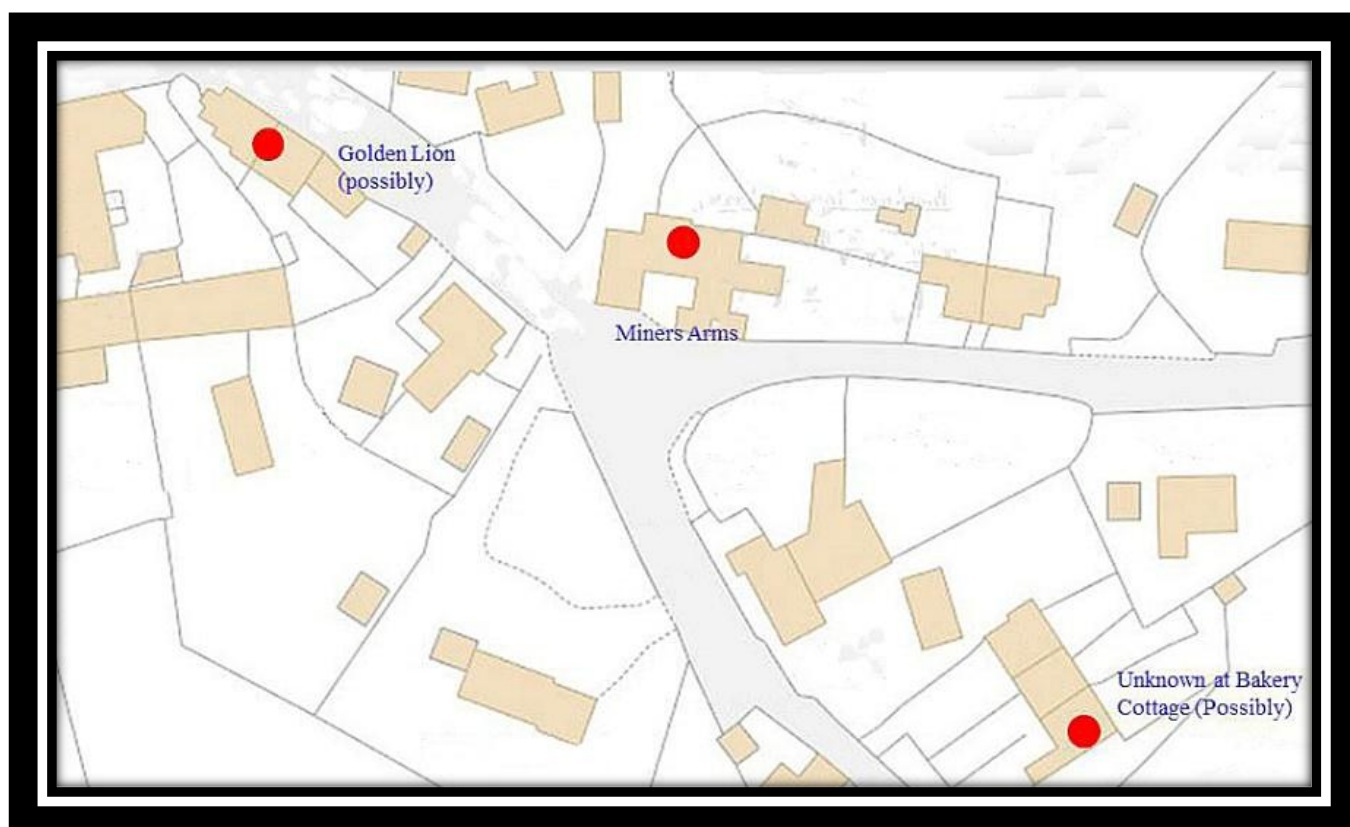 Golden Lion
(possibly)
Miners Arms
Unknown at Bakery
Cottage (Possibly)